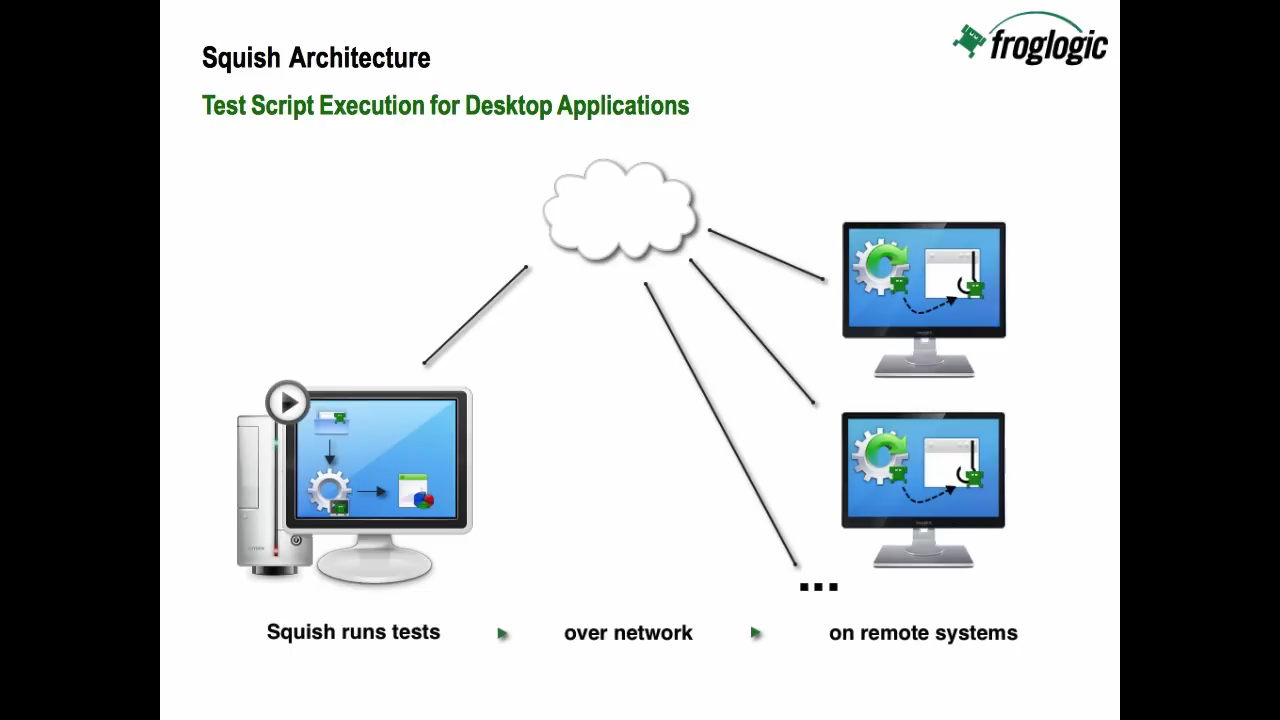 froglogic
Squish Architecture
Test Script Execution for Desktop Applications
...
Squish runs tests
over network
on remote systems